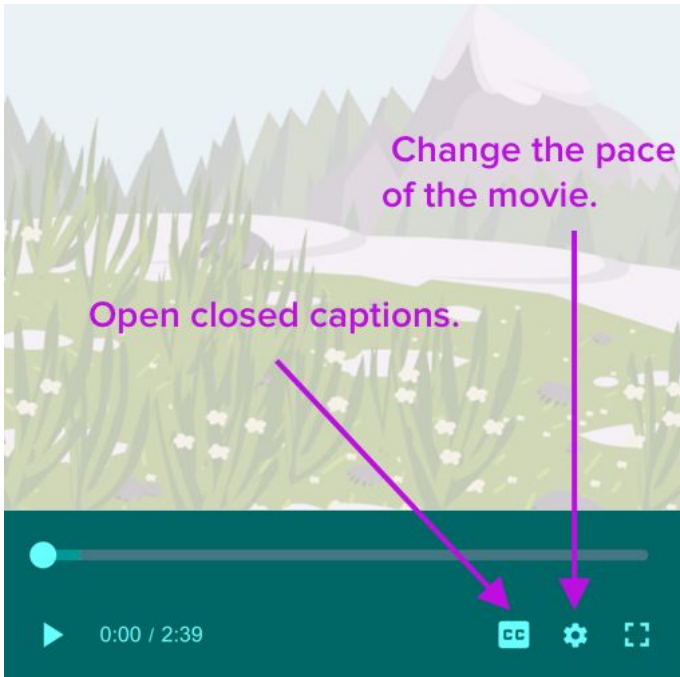 Change the pace
of the movie.
Open closed captions.
0:00 / 2:39
CC